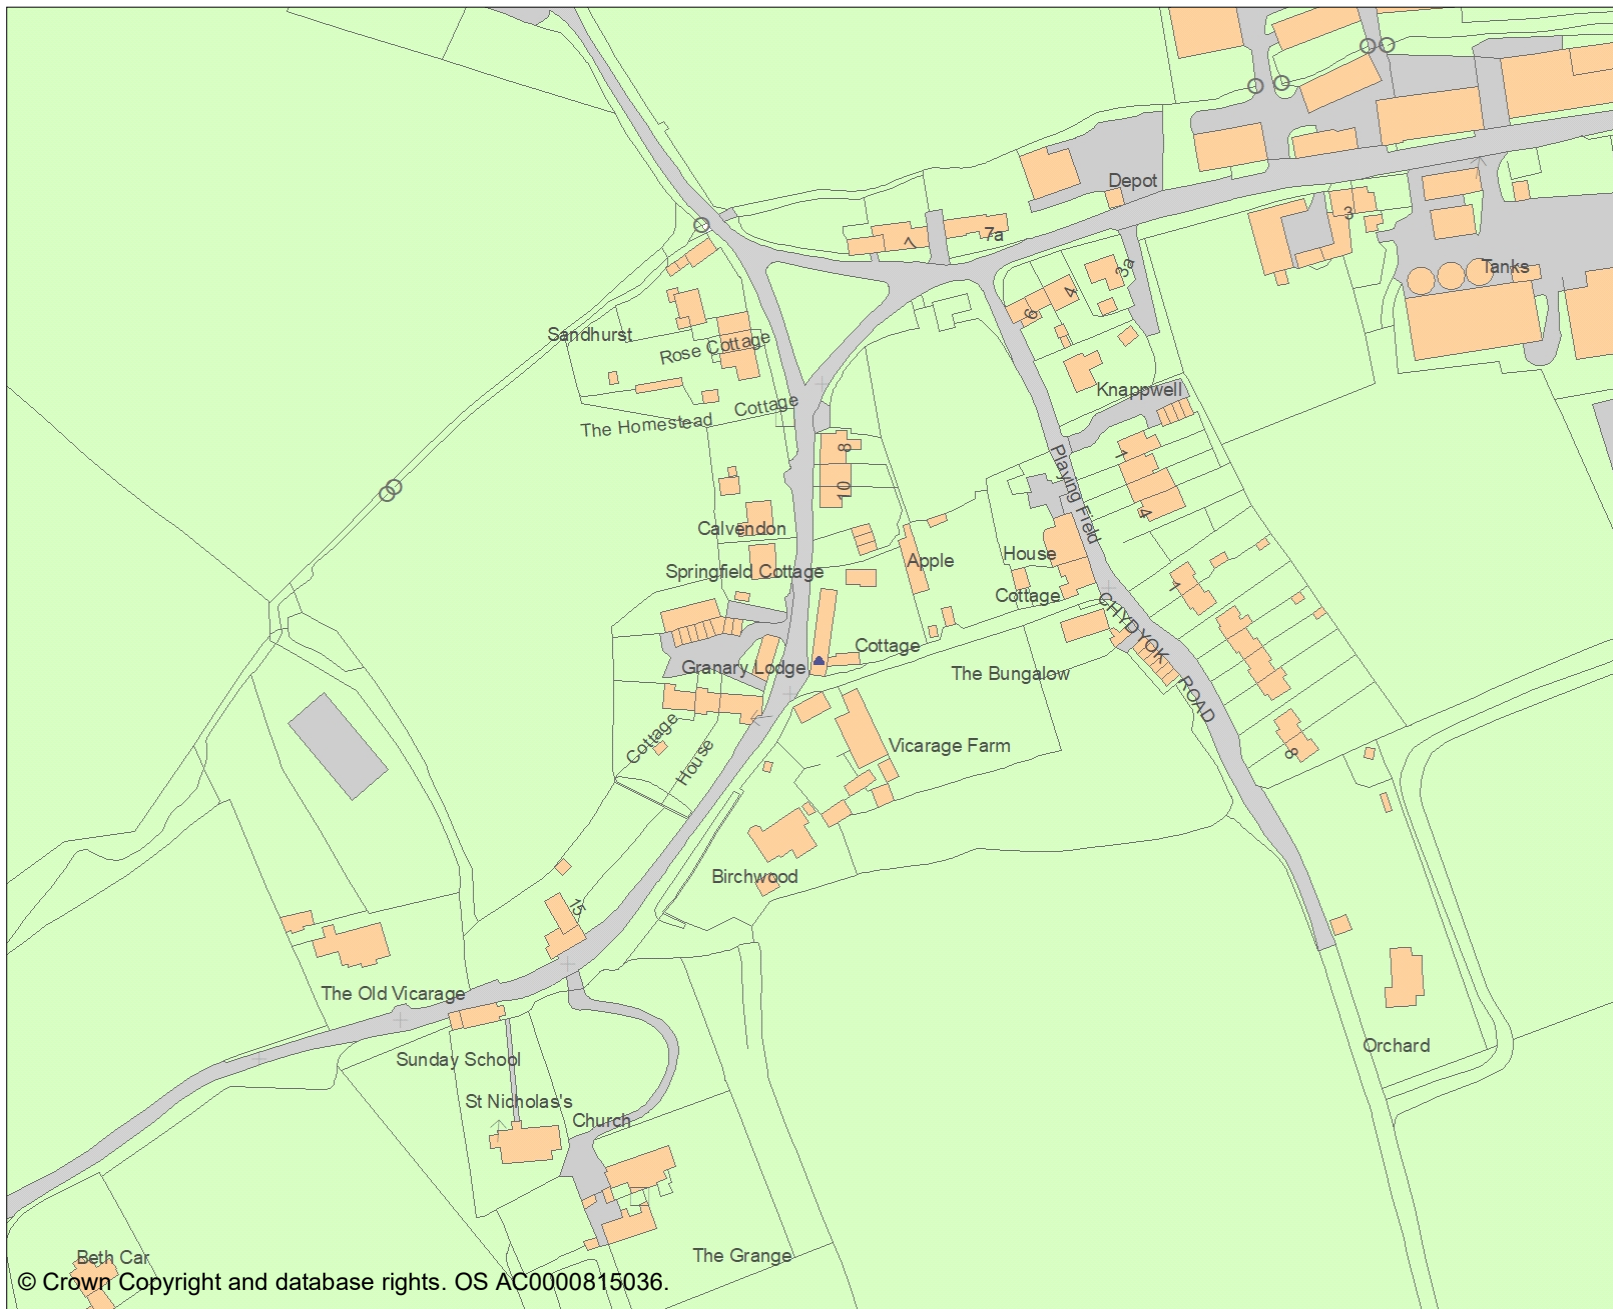 Depot
7a
7
3
3a
4
6
Tanks
Sandhurst
Rose Cottage
Knappwell
Cottage
The Homestead
8
10
1
4
Playing Field
Calvendon
Springfield Cottage
Apple
House
Cottage
1
CHYDYOK ROAD
Cottage
Granary Lodge
The Bungalow
Cottage
House
Vicarage Farm
8
Birchwood
15
The Old Vicarage
Sunday School
Orchard
St Nicholas's
Church
The Grange
Beth Car
© Crown Copyright and database rights. OS AC0000815036.